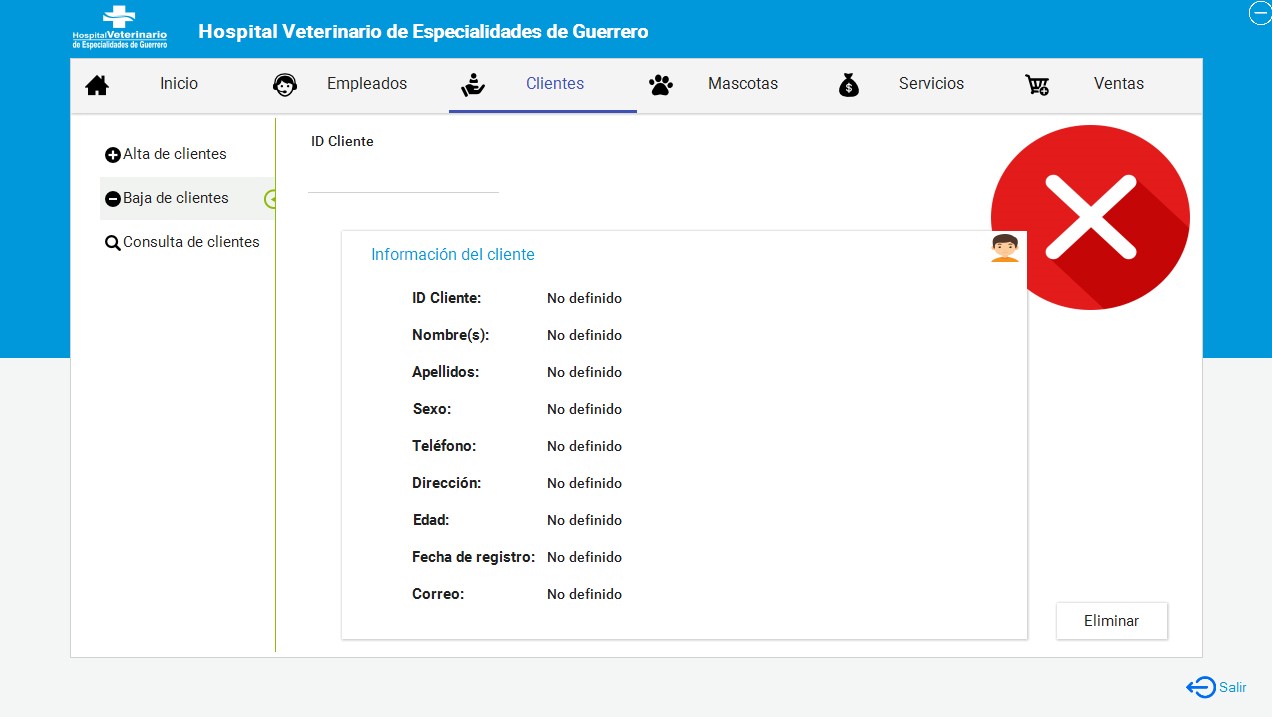 HospitalVeterinario
de Especialidades de Guerrero
Hospital Veterinario de Especialidades de Guerrero
Inicio
Empleados
Clientes
Mascotas
Servicios
Ventas
Alta de clientes
Baja de clientes
Consulta de clientes
ID Cliente
Información del cliente
ID Cliente: No definido
Nombre(s): No definido
Apellidos: No definido
Sexo: No definido
Teléfono: No definido
Dirección: No definido
Edad: No definido
Fecha de registro: No definido
Correo: No definido
Eliminar
Salir